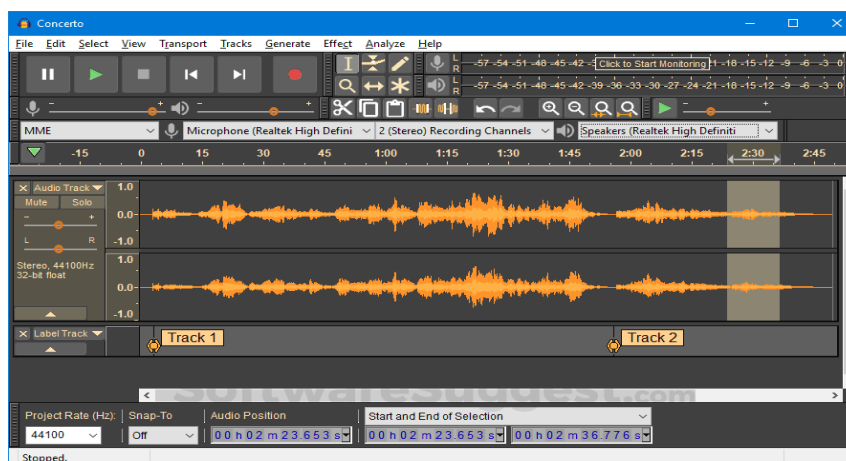 Concerto
File Edit Select View Transport Tracks Generate Effect Analyze Help
L
R
-57 -54 -51 -48 -45 -42 Click to Start Monitoring -18 -15 -12 -9 -6 -3 0
L
R
-57 -54 -51 -48 -45 -42 -39 -36 -33 -30 -27 -24 -21 -18 -15 -12 -9 -6 -3 0
- + - + - +
MME Microphone (Realtek High Defini 2 (Stereo) Recording Channels Speakers (Realtek High Definiti
-15 0 15 30 45 1:00 1:15 1:30 1:45 2:00 2:15 2:30 2:45
X Audio Track 1.0
Mute Solo
- + 0.0
L R -1.0
Stereo, 44100Hz 1.0
32-bit float
0.0
-1.0
X Label Track
Track 1 Track 2
SoftwareSuggest.com
Project Rate (Hz): Snap-To Audio Position Start and End of Selection
44100 Off 00 h 02 m 23.653 s 00 h 02 m 23.653 s 00 h 02 m 36.776 s
Stopped.